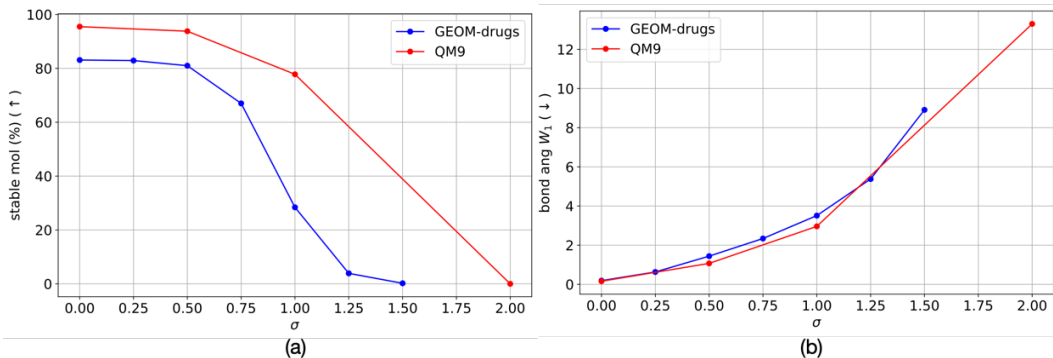 100
80
60
40
20
0
stable mol (%) (↑)
GEOM-drugs
QM9
0.00 0.25 0.50 0.75 1.00 1.25 1.50 1.75 2.00
σ
(a)
12
10
8
6
4
2
0
bond ang W₁ (↓)
GEOM-drugs
QM9
0.00 0.25 0.50 0.75 1.00 1.25 1.50 1.75 2.00
σ
(b)